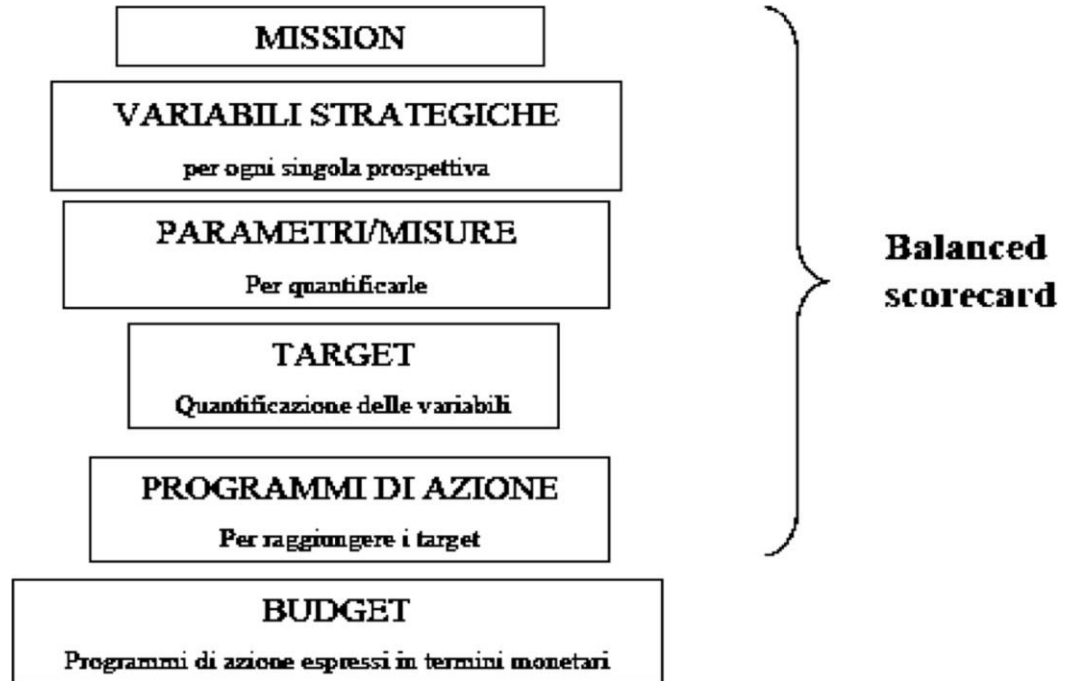 MISSION
VARIABILI STRATEGICHE
per ogni singola prospettiva
PARAMETRI/MISURE
Per quantificarle
TARGET
Quantificazione delle variabili
PROGRAMMI DI AZIONE
Per raggiungere i target
BUDGET
Programmi di azione espressi in termini monetari
Balanced
scorecard